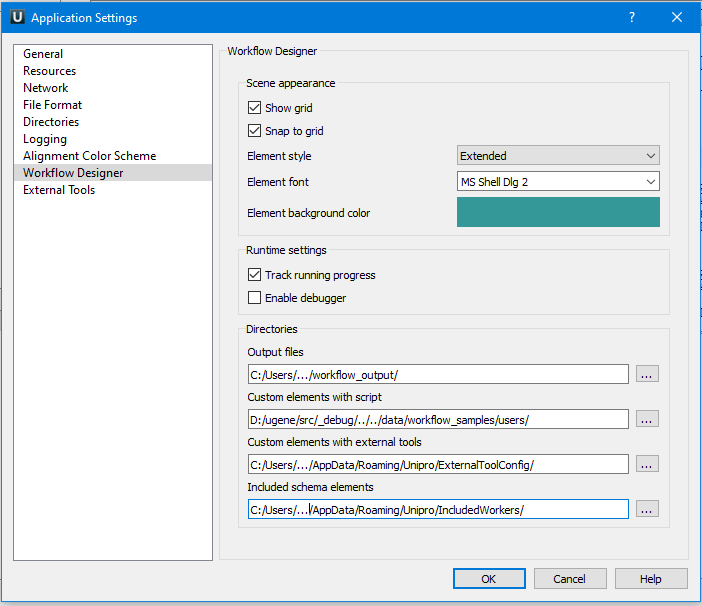 U Application Settings ?
General
Resources
Network
File Format
Directories
Logging
Alignment Color Scheme
Workflow Designer
External Tools
Workflow Designer
Scene appearance
Show grid
Snap to grid
Element style Extended
Element font MS Shell Dlg 2
Element background color
Runtime settings
Track running progress
Enable debugger
Directories
Output files
C:/Users/.../workflow_output/ ...
Custom elements with script
D:/ugene/src/_debug/../../data/workflow_samples/users/ ...
Custom elements with external tools
C:/Users/.../AppData/Roaming/Unipro/ExternalToolConfig/ ...
Included schema elements
C:/Users/.../AppData/Roaming/Unipro/IncludedWorkers/ ...
OK Cancel Help